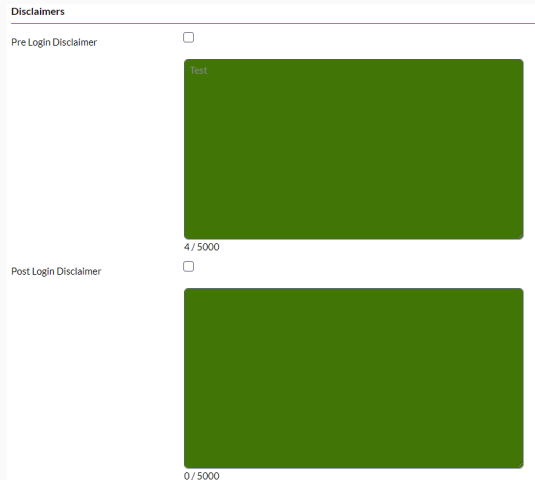 Disclaimers
Pre Login Disclaimer
Test
4 / 5000
Post Login Disclaimer
0 / 5000